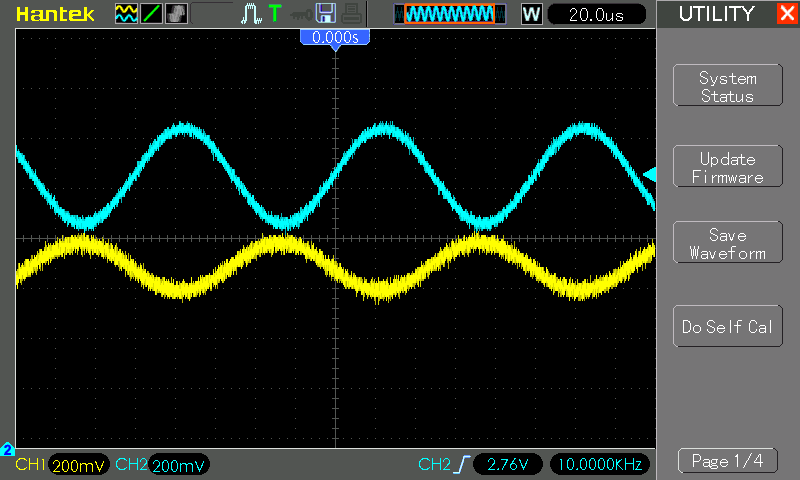 Hantek
T
W
20.0us
UTILITY
0.000s
System
Status
Update
Firmware
Save
Waveform
Do Self Cal
2
CH1 200mV CH2 200mV CH2 2.76V 10.0000KHz
Page 1/4